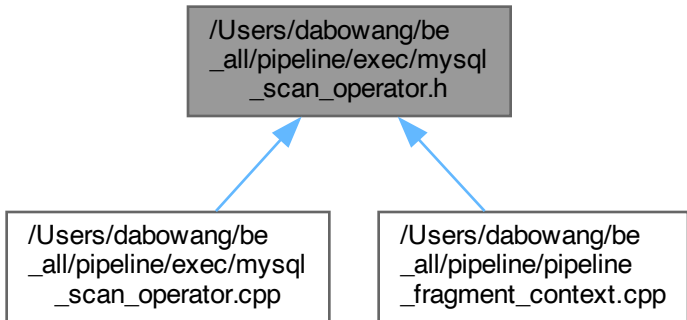 /Users/dabowang/be
_all/pipeline/exec/mysql
_scan_operator.h
/Users/dabowang/be
_all/pipeline/exec/mysql
_scan_operator.cpp
/Users/dabowang/be
_all/pipeline/pipeline
_fragment_context.cpp